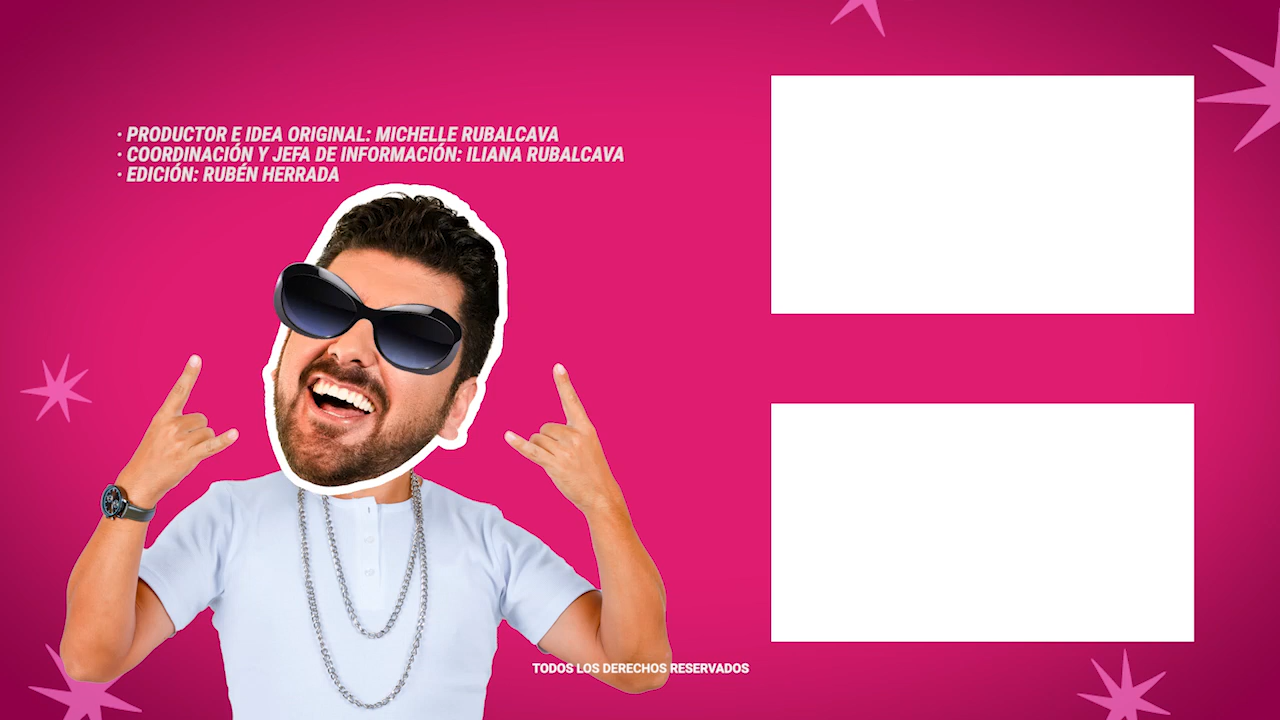 · PRODUCTOR E IDEA ORIGINAL: MICHELLE RUBALCAVA
· COORDINACIÓN Y JEFA DE INFORMACIÓN: ILIANA RUBALCAVA
· EDICIÓN: RUBÉN HERRADA
TODOS LOS DERECHOS RESERVADOS